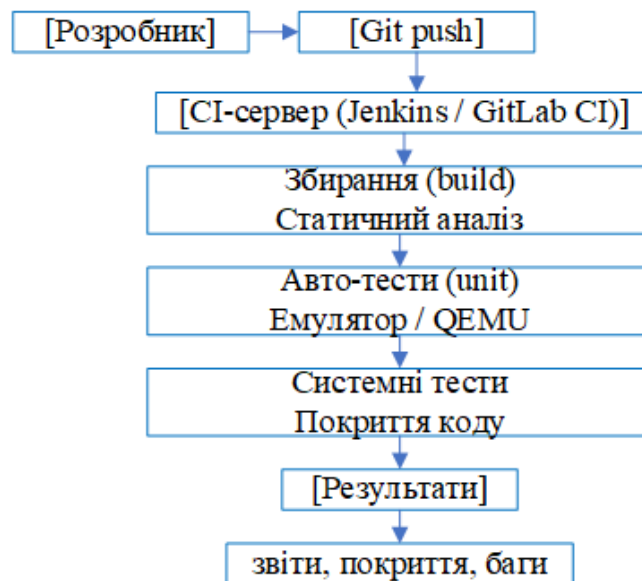 [Розробник]
[Git push]
[CI-сервер (Jenkins / GitLab CI)]
Збирання (build)
Статичний аналіз
Авто-тести (unit)
Емулятор / QEMU
Системні тести
Покриття коду
[Результати]
звіти, покриття, баги